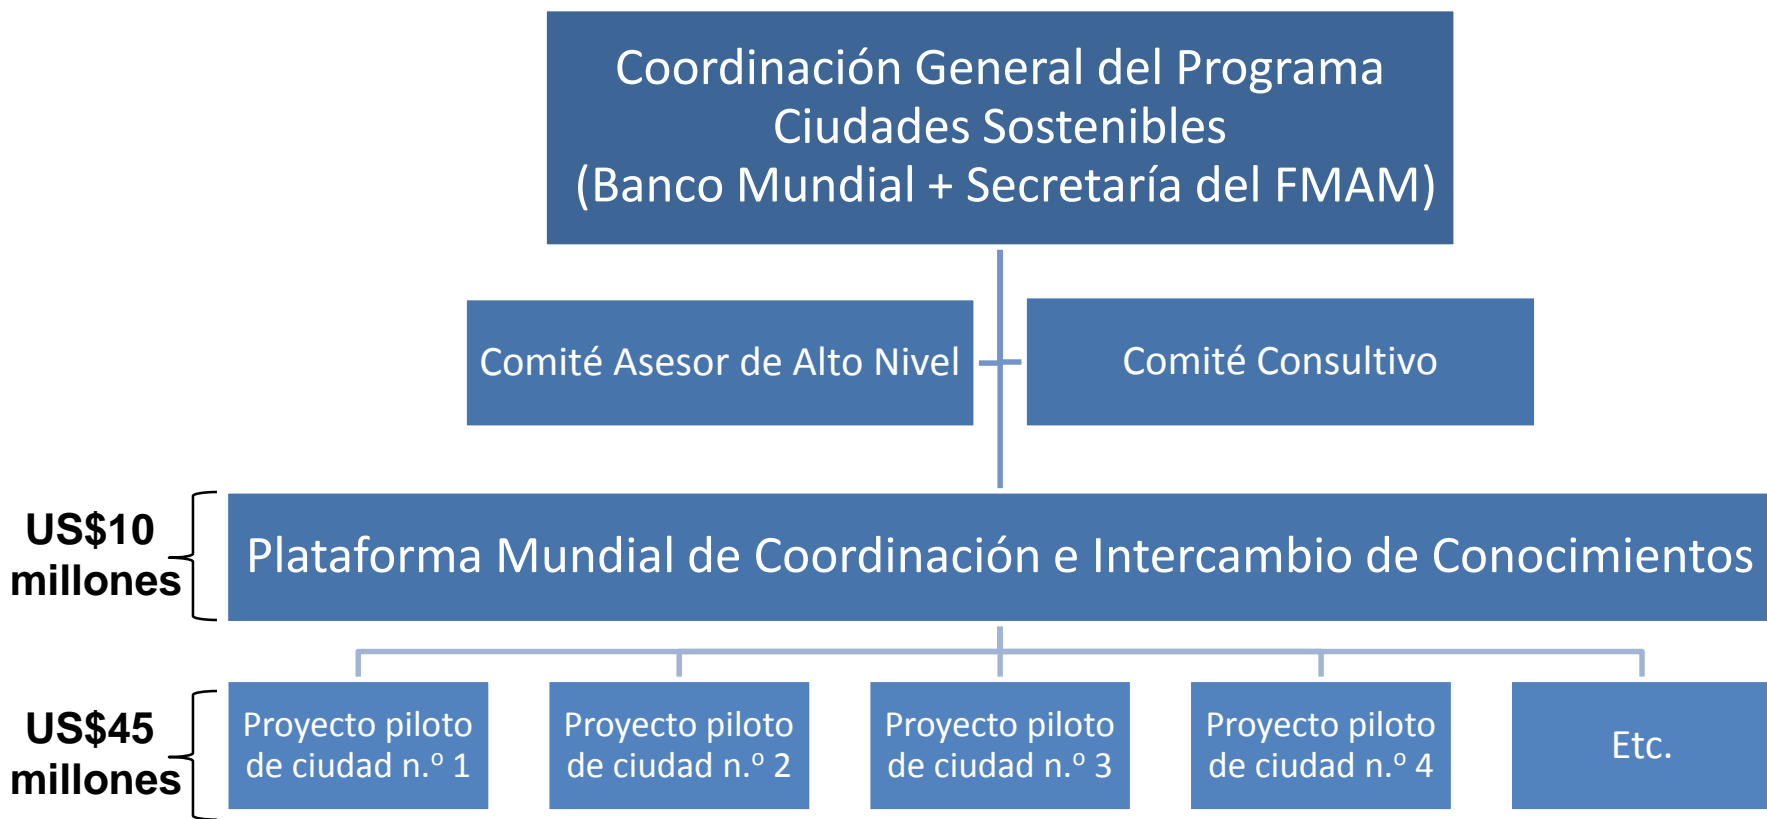 Coordinación General del Programa
Ciudades Sostenibles
(Banco Mundial + Secretaría del FMAM)
Comité Asesor de Alto Nivel
Comité Consultivo
US$10
millones
Plataforma Mundial de Coordinación e Intercambio de Conocimientos
US$45
millones
Proyecto piloto
de ciudad n.º 1
Proyecto piloto
de ciudad n.º 2
Proyecto piloto
de ciudad n.º 3
Proyecto piloto
de ciudad n.º 4
Etc.